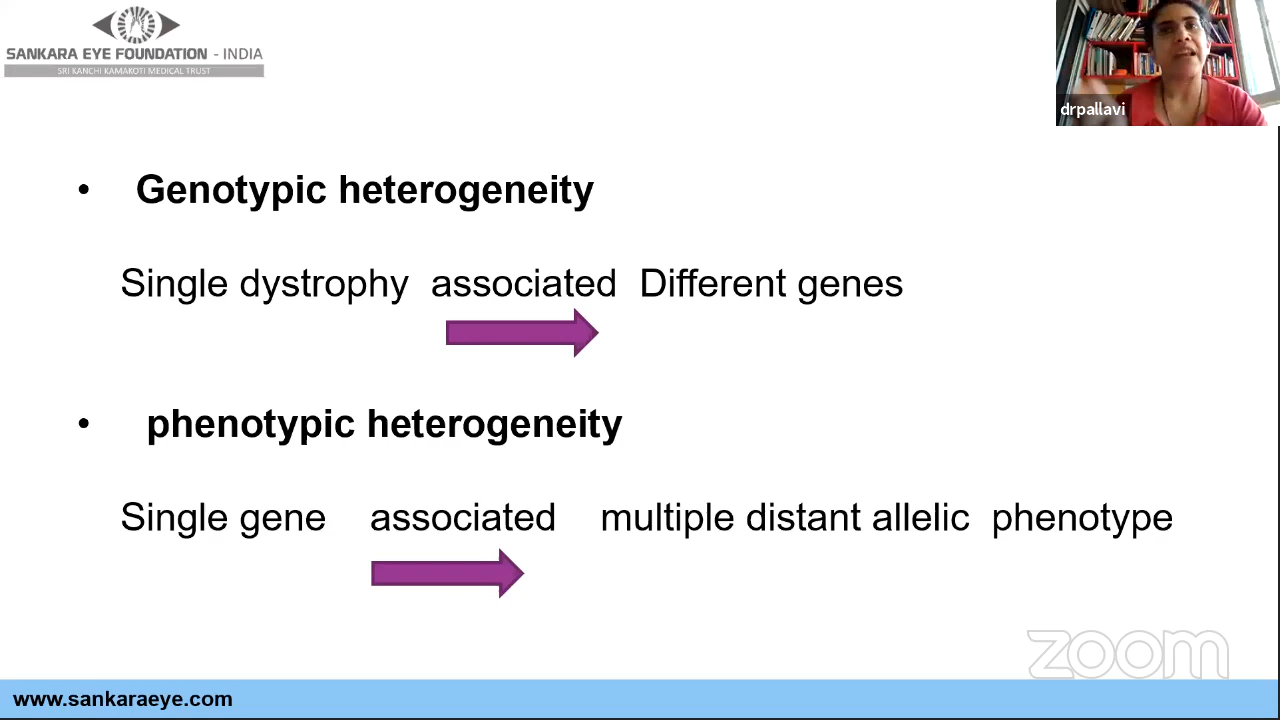 SANKARA EYE FOUNDATION - INDIA
SRI KANCHI KAMAKOTI MEDICAL TRUST
drpallavi
• Genotypic heterogeneity
Single dystrophy associated Different genes
• phenotypic heterogeneity
Single gene associated multiple distant allelic phenotype
zoom
www.sankaraeye.com